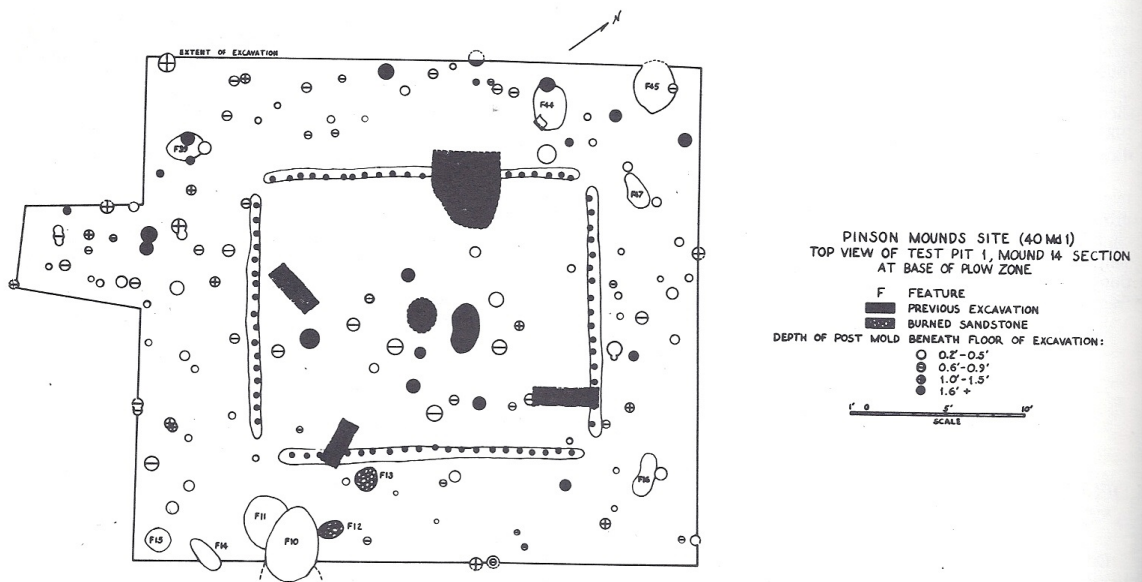 N
EXTENT OF EXCAVATION
F45
F44
F39
F47
F13
F16
F11
F12
F10
F15
F14
PINSON MOUNDS SITE (40 Md 1)
TOP VIEW OF TEST PIT 1, MOUND 14 SECTION
AT BASE OF PLOW ZONE
F FEATURE
PREVIOUS EXCAVATION
BURNED SANDSTONE
DEPTH OF POST MOLD BENEATH FLOOR OF EXCAVATION:
0.2'-0.5'
0.6'-0.9'
1.0'-1.5'
1.6' +
1' 0 5' 10'
SCALE